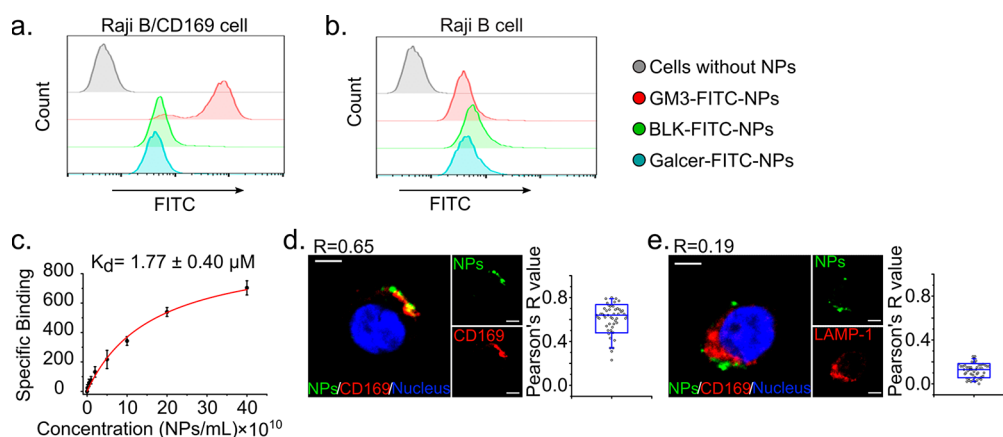 a.
Raji B/CD169 cell
Count
FITC
b.
Raji B cell
Count
FITC
Cells without NPs
GM3-FITC-NPs
BLK-FITC-NPs
Galcer-FITC-NPs
c.
Kd= 1.77 ± 0.40 µM
Specific Binding
800
600
400
200
0
0 10 20 30 40
Concentration (NPs/mL)×10¹⁰
d.
R=0.65
NPs
CD169
NPs/CD169/Nucleus
Pearson's R value
0.8
0.4
0.0
e.
R=0.19
NPs
LAMP-1
NPs/CD169/Nucleus
Pearson's R value
0.8
0.4
0.0